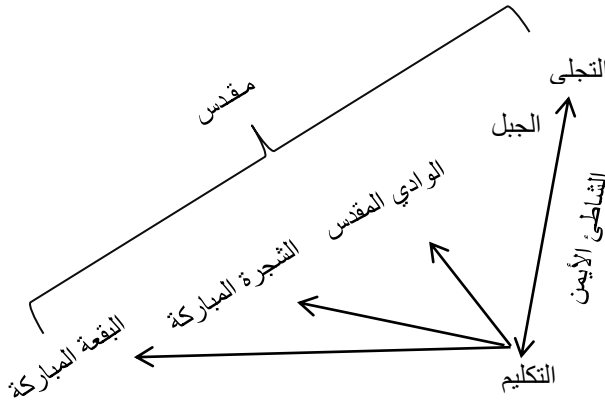 مقدس
التجلى
الجبل
الشاطئ الأيمن
الوادي المقدس
الشجرة المباركة
البقعة المباركة
التكليم